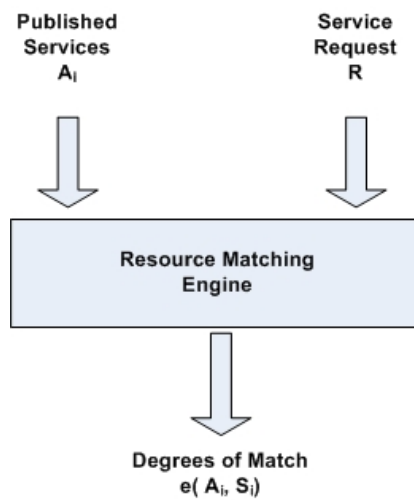 Published
Services
Aᵢ
Service
Request
R
Resource Matching
Engine
Degrees of Match
e( Aᵢ, Sᵢ)